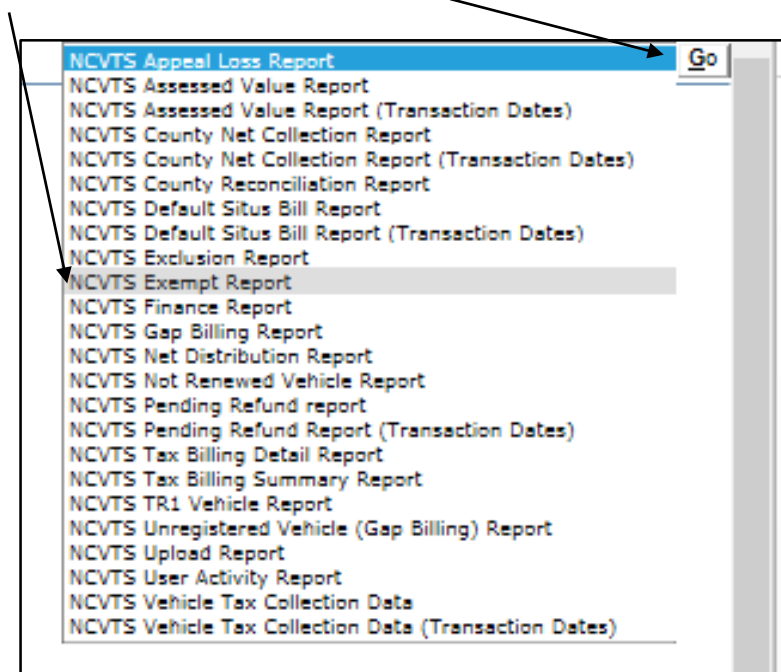 NCVTS Appeal Loss Report Go
NCVTS Assessed Value Report
NCVTS Assessed Value Report (Transaction Dates)
NCVTS County Net Collection Report
NCVTS County Net Collection Report (Transaction Dates)
NCVTS County Reconciliation Report
NCVTS Default Situs Bill Report
NCVTS Default Situs Bill Report (Transaction Dates)
NCVTS Exclusion Report
NCVTS Exempt Report
NCVTS Finance Report
NCVTS Gap Billing Report
NCVTS Net Distribution Report
NCVTS Not Renewed Vehicle Report
NCVTS Pending Refund report
NCVTS Pending Refund Report (Transaction Dates)
NCVTS Tax Billing Detail Report
NCVTS Tax Billing Summary Report
NCVTS TR1 Vehicle Report
NCVTS Unregistered Vehicle (Gap Billing) Report
NCVTS Upload Report
NCVTS User Activity Report
NCVTS Vehicle Tax Collection Data
NCVTS Vehicle Tax Collection Data (Transaction Dates)